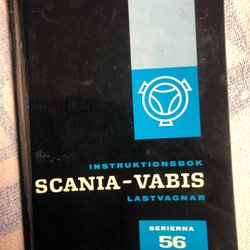 INSTRUKTIONSBOK
SCANIA-VABIS
LASTVAGNAR
SERIERNA
56